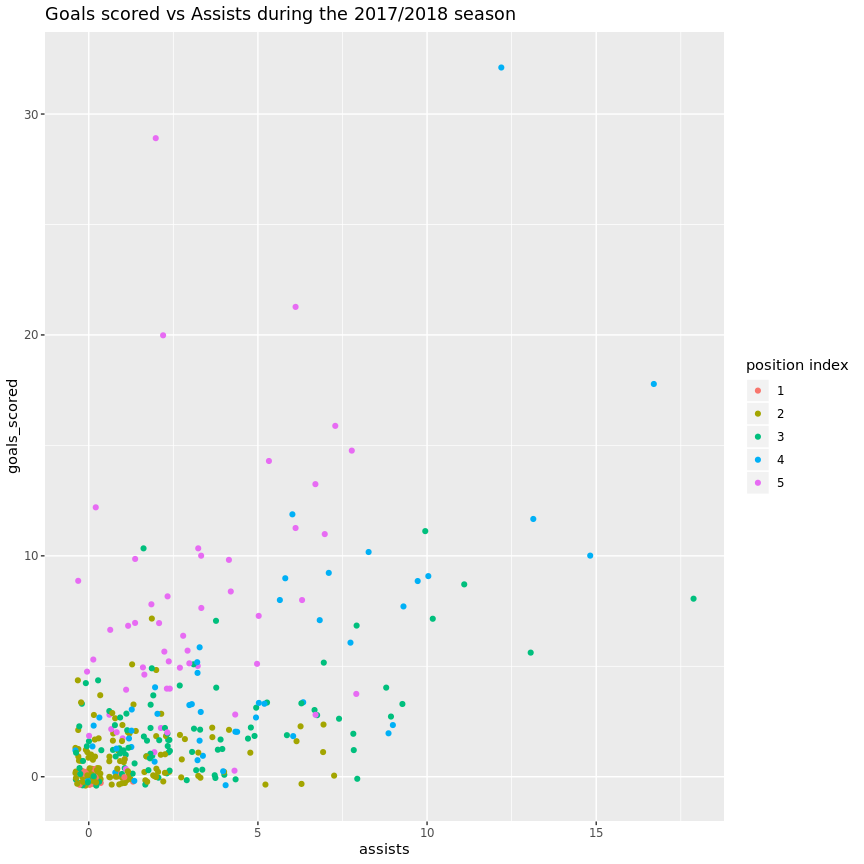 Goals scored vs Assists during the 2017/2018 season
30
20
10
0
goals_scored
0 5 10 15
assists
position index
1
2
3
4
5